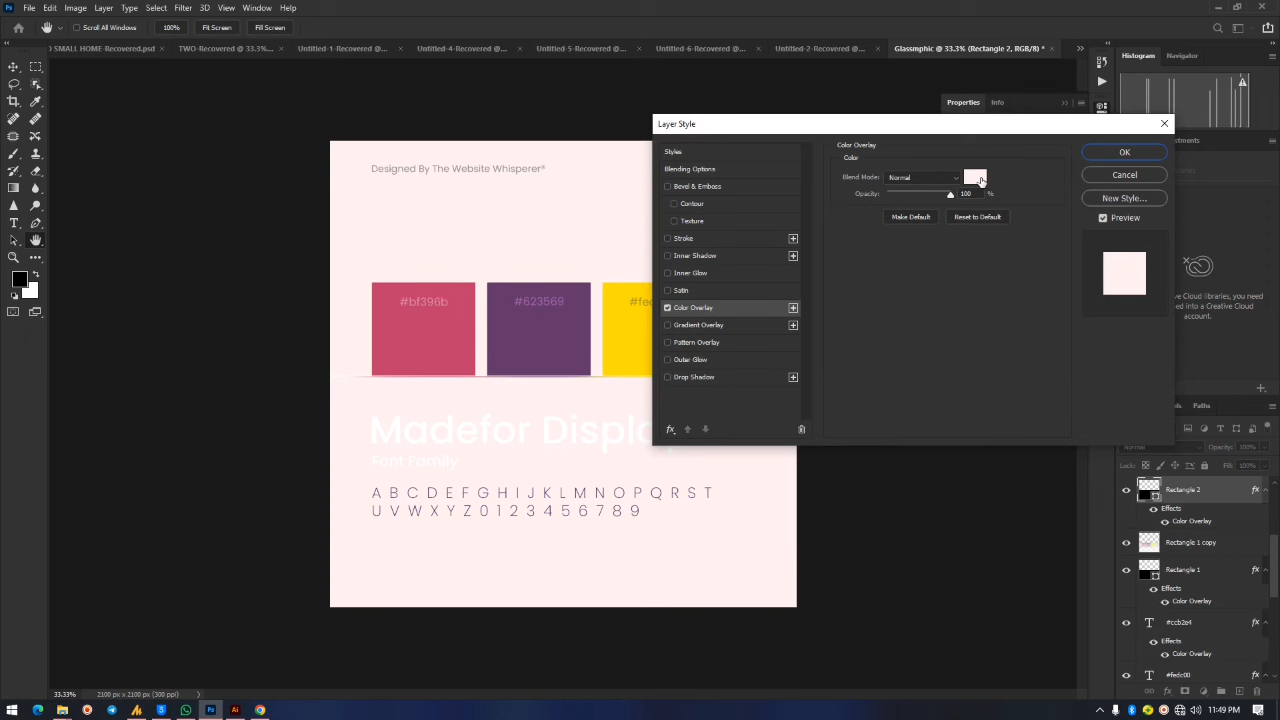 File Edit Image Layer Type Select Filter 3D View Window Help
Scroll All Windows 100% Fit Screen Fill Screen
SMALL HOME-Recovered.psd TWO-Recovered @ 33.3%... Untitled-1-Recovered @... Untitled-4-Recovered @... Untitled-5-Recovered @... Untitled-6-Recovered @... Untitled-2-Recovered @... Glassmphic @ 33.3% (Rectangle 2, RGB/8) *
Histogram Navigator
Properties Info
Layer Style
Styles
Blending Options
Bevel & Emboss
Contour
Texture
Stroke
Inner Shadow
Inner Glow
Satin
Color Overlay
Gradient Overlay
Pattern Overlay
Outer Glow
Drop Shadow
fx
Color Overlay
Color
Blend Mode: Normal
Opacity: 100 %
Make Default Reset to Default
OK
Cancel
New Style...
Preview
Designed By The Website Whisperer®
#bf396b #623569 #fed
Madefor Display
Font Family
A B C D E F G H I J K L M N O P Q R S T
U V W X Y Z 0 1 2 3 4 5 6 7 8 9
Cloud libraries, you need
Creative Cloud
account.
Paths
Normal Opacity: 100%
Lock: Fill: 100%
Rectangle 2 fx
Effects
Color Overlay
Rectangle 1 copy
Rectangle 1 fx
Effects
Color Overlay
#ccb2e4 fx
Effects
Color Overlay
#fedc00 fx
33.33% 2100 px x 2100 px (300 ppi)
11:49 PM